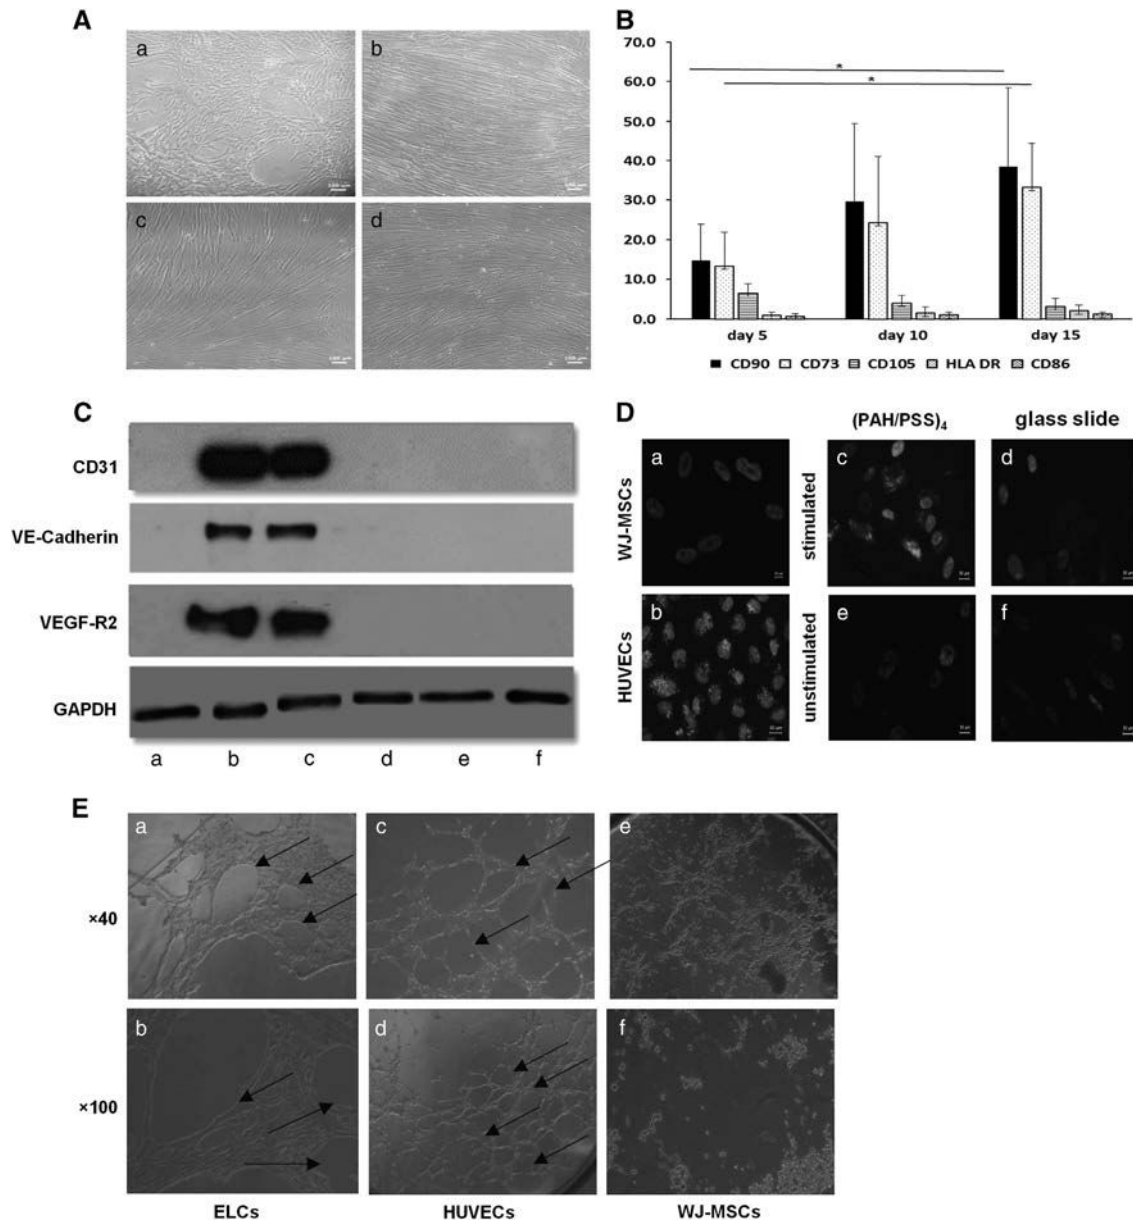 A
a
b
c
d
B
70.0
60.0
50.0
40.0
30.0
20.0
10.0
0.0
*
*
day 5
day 10
day 15
CD90
CD73
CD105
HLA DR
CD86
C
CD31
VE-Cadherin
VEGF-R2
GAPDH
a b c d e f
D
(PAH/PSS)4
glass slide
WJ-MSCs
HUVECs
stimulated
unstimulated
a
c
d
b
e
f
E
×40
a
c
e
×100
b
d
f
ELCs
HUVECs
WJ-MSCs